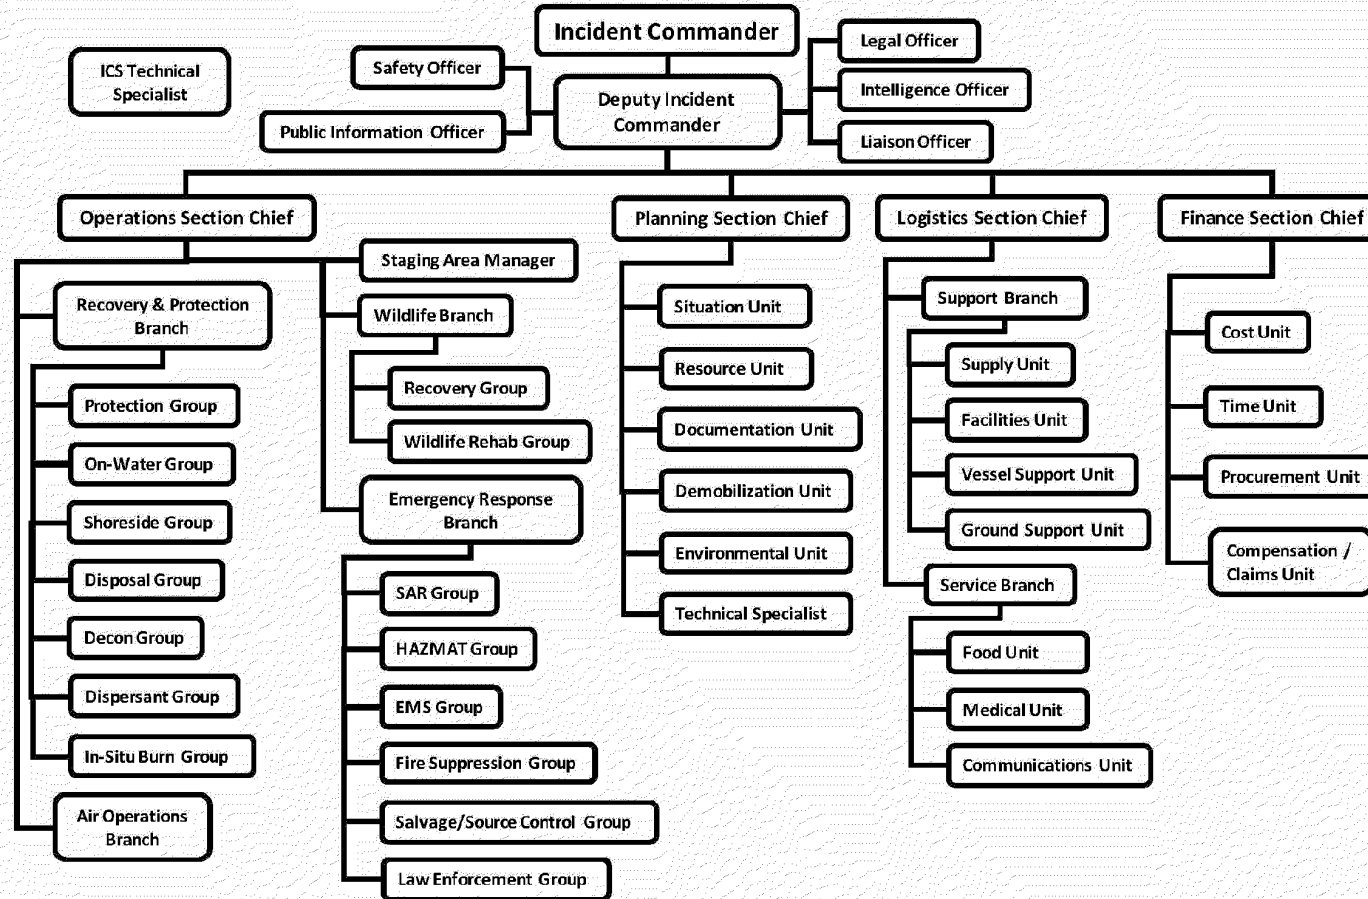 Incident Commander
Legal Officer
Safety Officer
ICS Technical
Specialist
Deputy Incident
Commander
Intelligence Officer
Public Information Officer
Liaison Officer
Operations Section Chief
Planning Section Chief
Logistics Section Chief
Finance Section Chief
Recovery & Protection
Branch
Protection Group
On-Water Group
Shoreside Group
Disposal Group
Decon Group
Dispersant Group
In-Situ Burn Group
Air Operations
Branch
Staging Area Manager
Wildlife Branch
Recovery Group
Wildlife Rehab Group
Emergency Response
Branch
SAR Group
HAZMAT Group
EMS Group
Fire Suppression Group
Salvage/Source Control Group
Law Enforcement Group
Situation Unit
Resource Unit
Documentation Unit
Demobilization Unit
Environmental Unit
Technical Specialist
Support Branch
Supply Unit
Facilities Unit
Vessel Support Unit
Ground Support Unit
Service Branch
Food Unit
Medical Unit
Communications Unit
Cost Unit
Time Unit
Procurement Unit
Compensation /
Claims Unit